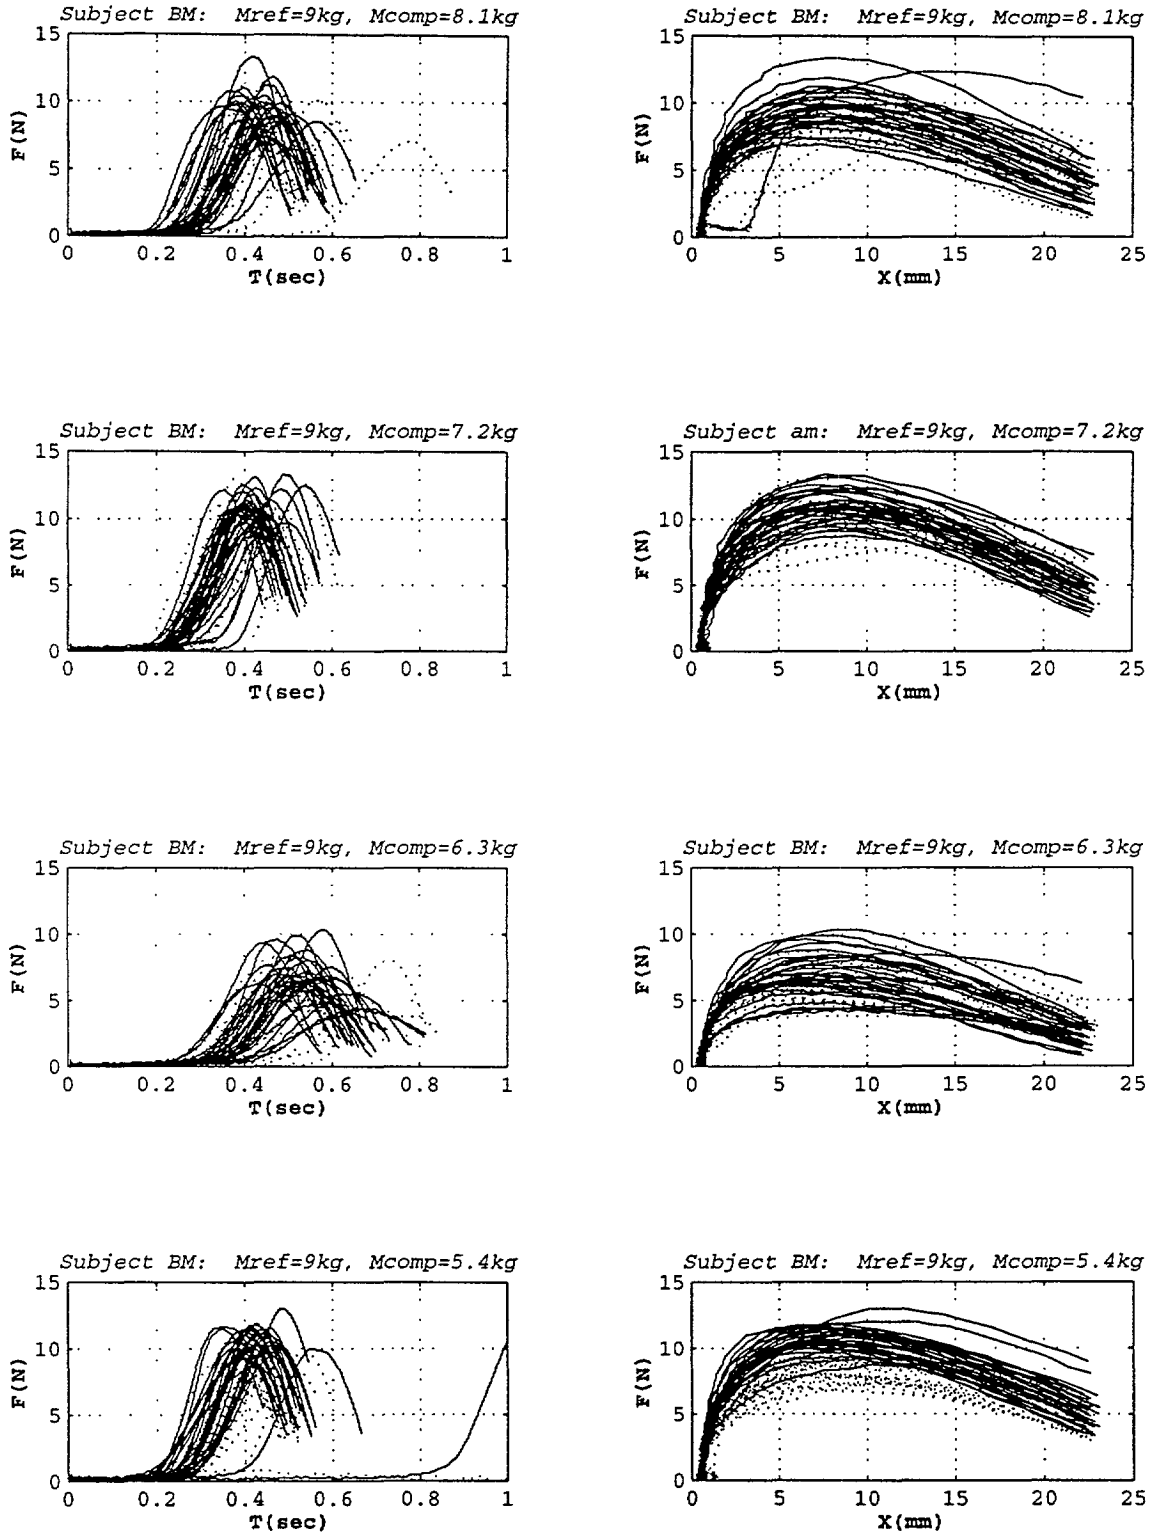 Subject BM: Mref=9kg, Mcomp=8.1kg
15
10
5
0
F(N)
0 0.2 0.4 0.6 0.8 1
T(sec)
Subject BM: Mref=9kg, Mcomp=8.1kg
15
10
5
0
F(N)
0 5 10 15 20 25
X(mm)
Subject BM: Mref=9kg, Mcomp=7.2kg
15
10
5
0
F(N)
0 0.2 0.4 0.6 0.8 1
T(sec)
Subject am: Mref=9kg, Mcomp=7.2kg
15
10
5
0
F(N)
0 5 10 15 20 25
X(mm)
Subject BM: Mref=9kg, Mcomp=6.3kg
15
10
5
0
F(N)
0 0.2 0.4 0.6 0.8 1
T(sec)
Subject BM: Mref=9kg, Mcomp=6.3kg
15
10
5
0
F(N)
0 5 10 15 20 25
X(mm)
Subject BM: Mref=9kg, Mcomp=5.4kg
15
10
5
0
F(N)
0 0.2 0.4 0.6 0.8 1
T(sec)
Subject BM: Mref=9kg, Mcomp=5.4kg
15
10
5
0
F(N)
0 5 10 15 20 25
X(mm)